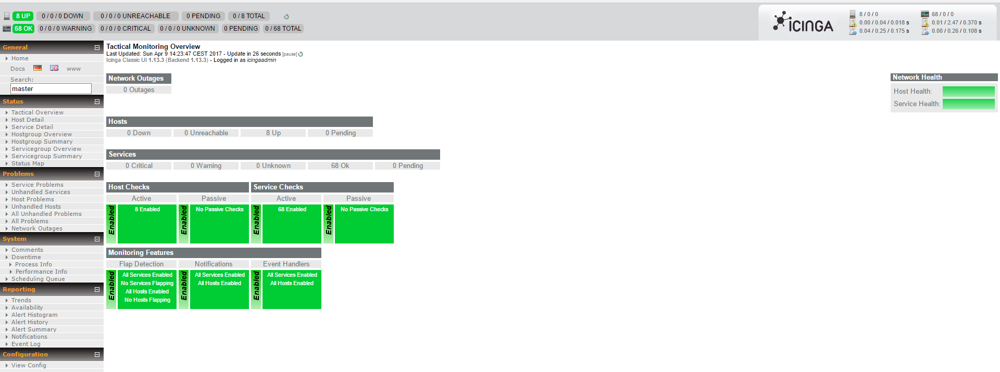 8 UP 0 / 0 / 0 DOWN 0 / 0 / 0 UNREACHABLE 0 PENDING 0 / 8 TOTAL
68 OK 0 / 0 / 0 WARNING 0 / 0 / 0 CRITICAL 0 / 0 / 0 UNKNOWN 0 PENDING 0 / 68 TOTAL
ICINGA
8 / 0 / 0 68 / 0 / 0
0.00 / 0.04 / 0.018 s 0.01 / 2.47 / 0.370 s
0.04 / 0.25 / 0.175 s 0.00 / 0.26 / 0.108 s
General
Home
Docs www
Search:
master
Status
Tactical Overview
Host Detail
Service Detail
Hostgroup Overview
Hostgroup Summary
Servicegroup Overview
Servicegroup Summary
Status Map
Problems
Service Problems
Unhandled Services
Host Problems
Unhandled Hosts
All Unhandled Problems
All Problems
Network Outages
System
Comments
Downtime
Process Info
Performance Info
Scheduling Queue
Reporting
Trends
Availability
Alert Histogram
Alert History
Alert Summary
Notifications
Event Log
Configuration
View Config
Tactical Monitoring Overview
Last Updated: Sun Apr 9 14:23:47 CEST 2017 - Update in 26 seconds [pause]
Icinga Classic UI 1.13.3 (Backend 1.13.3) - Logged in as icingaadmin
Network Outages
0 Outages
Network Health
Host Health:
Service Health:
Hosts
0 Down 0 Unreachable 8 Up 0 Pending
Services
0 Critical 0 Warning 0 Unknown 68 Ok 0 Pending
Host Checks Service Checks
Active Passive Active Passive
Enabled 8 Enabled Enabled No Passive Checks Enabled 68 Enabled Enabled No Passive Checks
Monitoring Features
Flap Detection Notifications Event Handlers
Enabled All Services Enabled Enabled All Services Enabled Enabled All Services Enabled
No Services Flapping All Hosts Enabled All Hosts Enabled
All Hosts Enabled
No Hosts Flapping